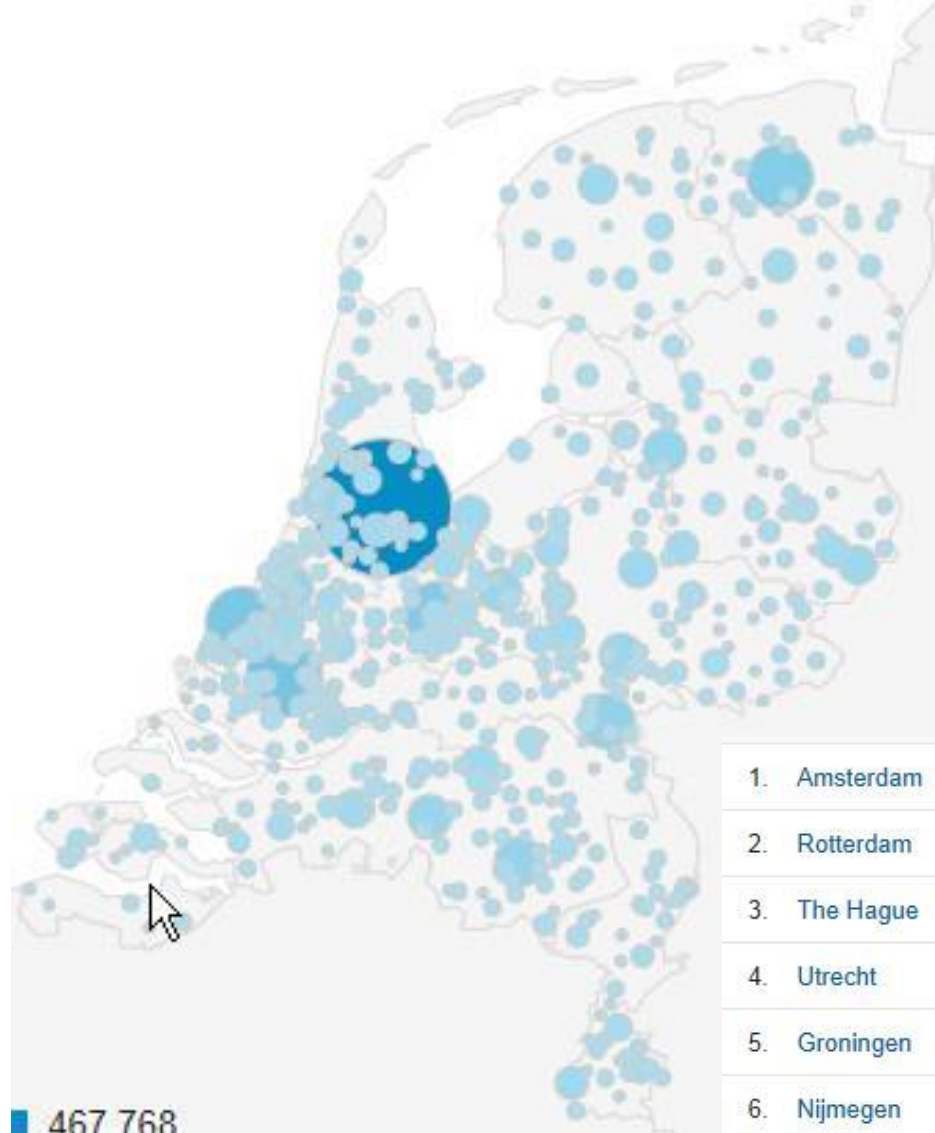 1. Amsterdam
2. Rotterdam
3. The Hague
4. Utrecht
5. Groningen
6. Nijmegen
467.768